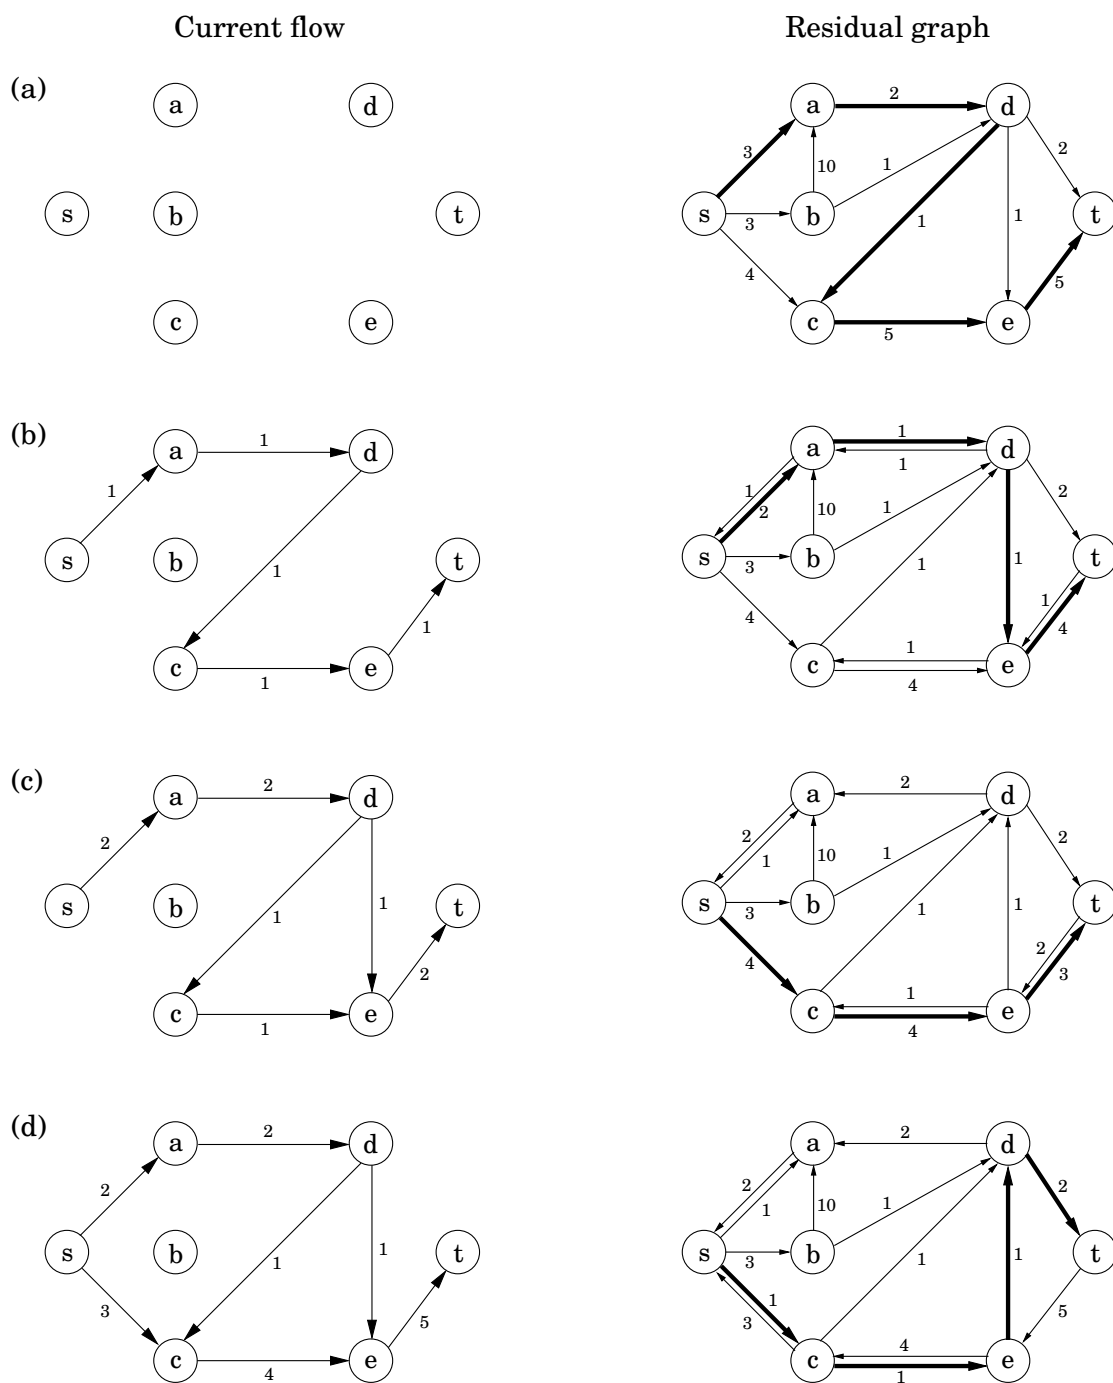 Current flow Residual graph
(a)
a d a 2 d
3 10 1 2
s b t s 3 b 1 1 t
4 5
c e c 5 e
(b)
a 1 d a 1 1 d
1 1 2 10 1 2
s b 1 t s 3 b 1 1 t
1 4 1 4
c 1 e c 1 4 e
(c)
a 2 d a 2 d
2 2 1 10 1 2
s b 1 1 t s 3 b 1 1 t
2 4 2 3
c 1 e c 1 4 e
(d)
a 2 d a 2 d
2 2 1 10 1 2
s b 1 1 t s 3 b 1 1 t
3 5 1 3 5
c 4 e c 4 1 e